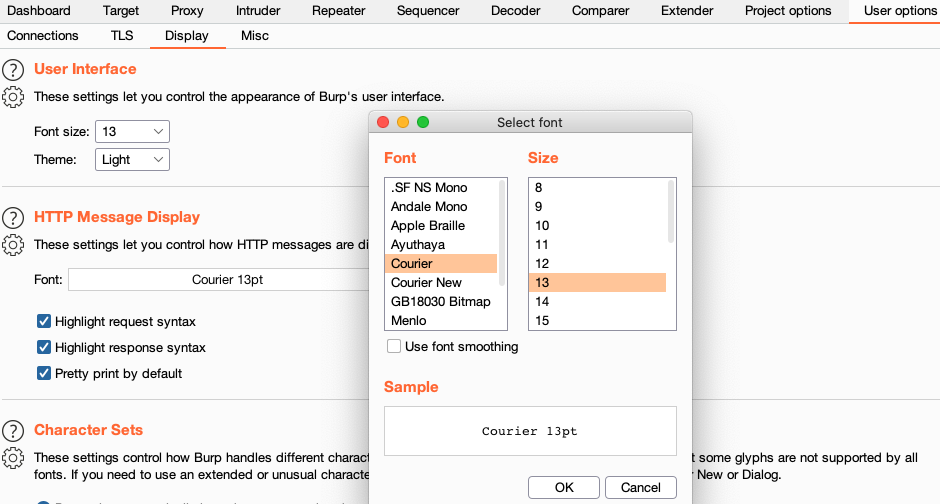 Dashboard Target Proxy Intruder Repeater Sequencer Decoder Comparer Extender Project options User options
Connections TLS Display Misc
User Interface
These settings let you control the appearance of Burp's user interface.
Font size: 13
Theme: Light
HTTP Message Display
These settings let you control how HTTP messages are di
Font: Courier 13pt
Highlight request syntax
Highlight response syntax
Pretty print by default
Character Sets
These settings control how Burp handles different charact
t some glyphs are not supported by all
fonts. If you need to use an extended or unusual characte
r New or Dialog.
Select font
Font
.SF NS Mono
Andale Mono
Apple Braille
Ayuthaya
Courier
Courier New
GB18030 Bitmap
Menlo
Size
8
9
10
11
12
13
14
15
Use font smoothing
Sample
Courier 13pt
OK Cancel